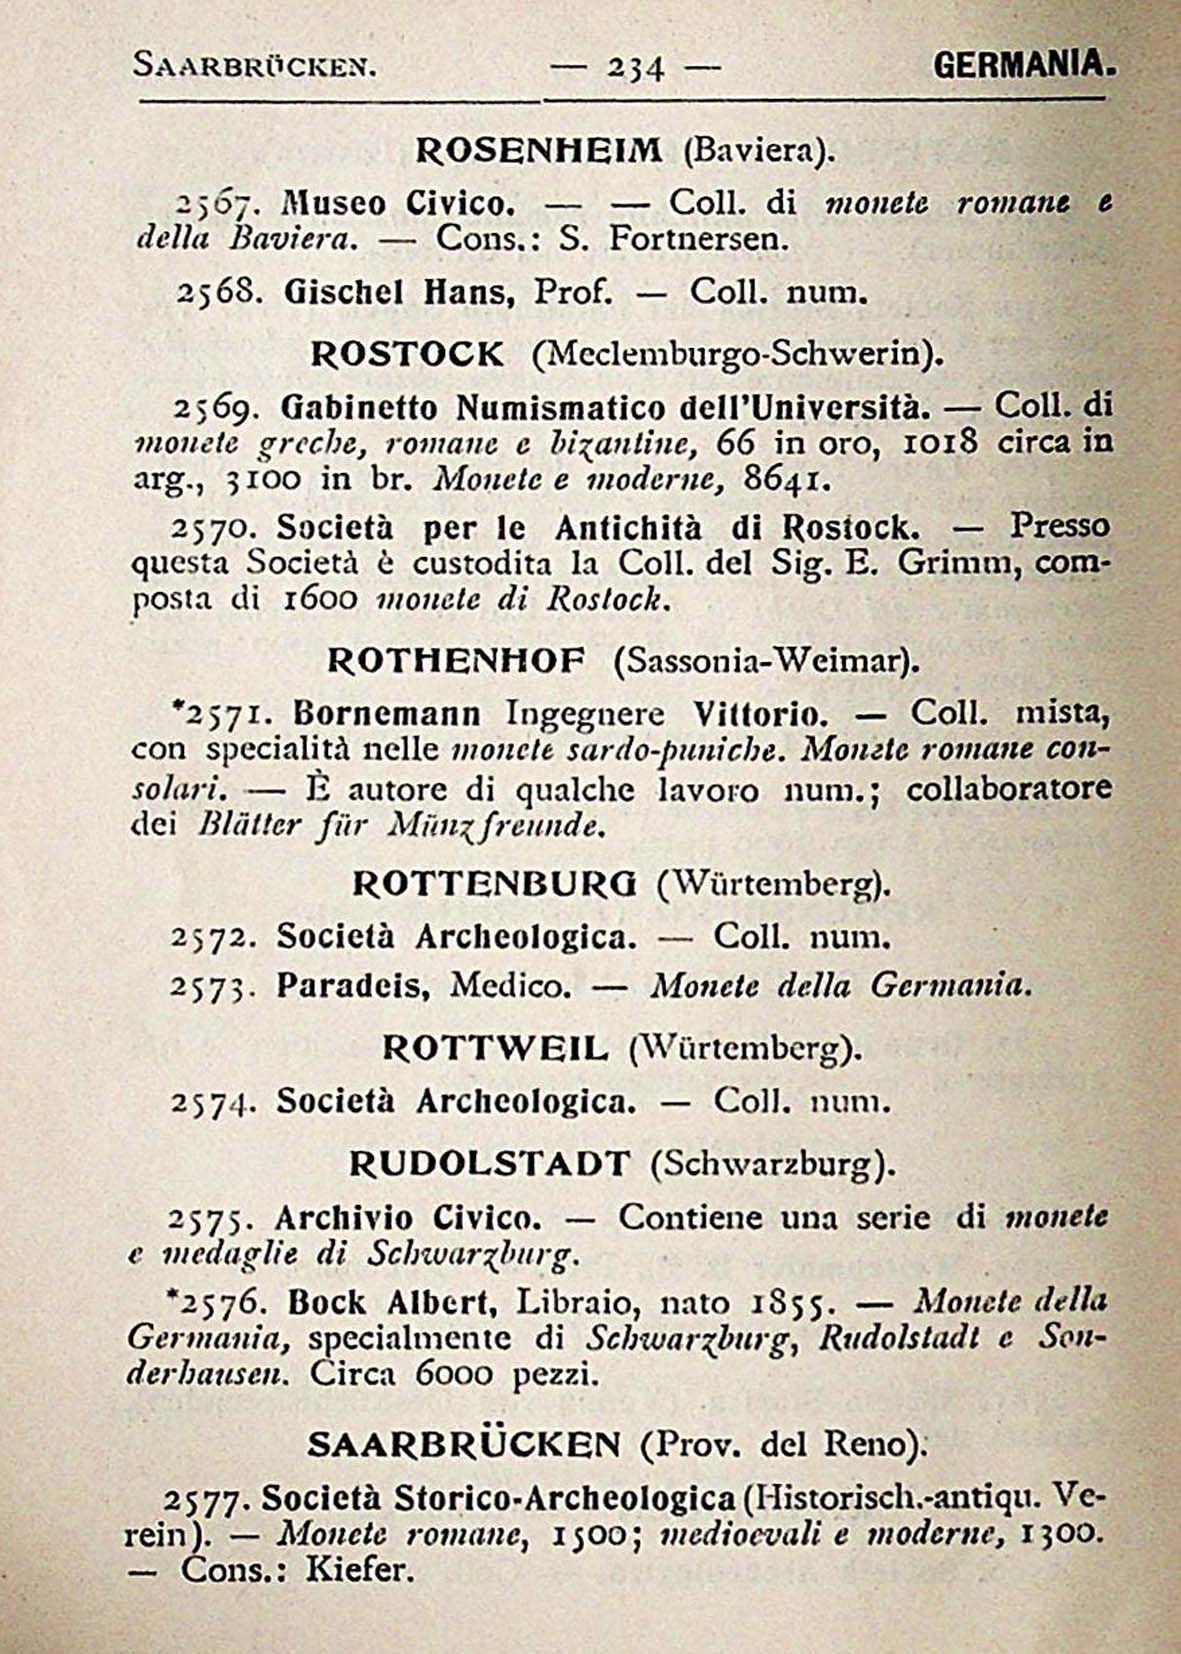 SAARBRÜCKEN. — 234 — GERMANIA.
ROSENHEIM (Baviera).
2567. Museo Civico. — — Coll. di monete romane e
della Baviera. — Cons.: S. Fortnersen.
2568. Gischel Hans, Prof. — Coll. num.
ROSTOCK (Meclemburgo-Schwerin).
2569. Gabinetto Numismatico dell'Università. — Coll. di
monete greche, romane e bizantine, 66 in oro, 1018 circa in
arg., 3100 in br. Monete e moderne, 8641.
2570. Società per le Antichità di Rostock. — Presso
questa Società è custodita la Coll. del Sig. E. Grimm, com-
posta di 1600 monete di Rostock.
ROTHENHOF (Sassonia-Weimar).
*2571. Bornemann Ingegnere Vittorio. — Coll. mista,
con specialità nelle monete sardo-puniche. Monete romane con-
solari. — È autore di qualche lavoro num.; collaboratore
dei Blätter für Münzfreunde.
ROTTENBURG (Würtemberg).
2572. Società Archeologica. — Coll. num.
2573. Paradeis, Medico. — Monete della Germania.
ROTTWEIL (Würtemberg).
2574. Società Archeologica. — Coll. num.
RUDOLSTADT (Schwarzburg).
2575. Archivio Civico. — Contiene una serie di monete
e medaglie di Schwarzburg.
*2576. Bock Albert, Libraio, nato 1855. — Monete della
Germania, specialmente di Schwarzburg, Rudolstadt e Son-
derhausen. Circa 6000 pezzi.
SAARBRÜCKEN (Prov. del Reno).
2577. Società Storico-Archeologica (Historisch.-antiqu. Ve-
rein). — Monete romane, 1500; medioevali e moderne, 1300.
— Cons.: Kiefer.